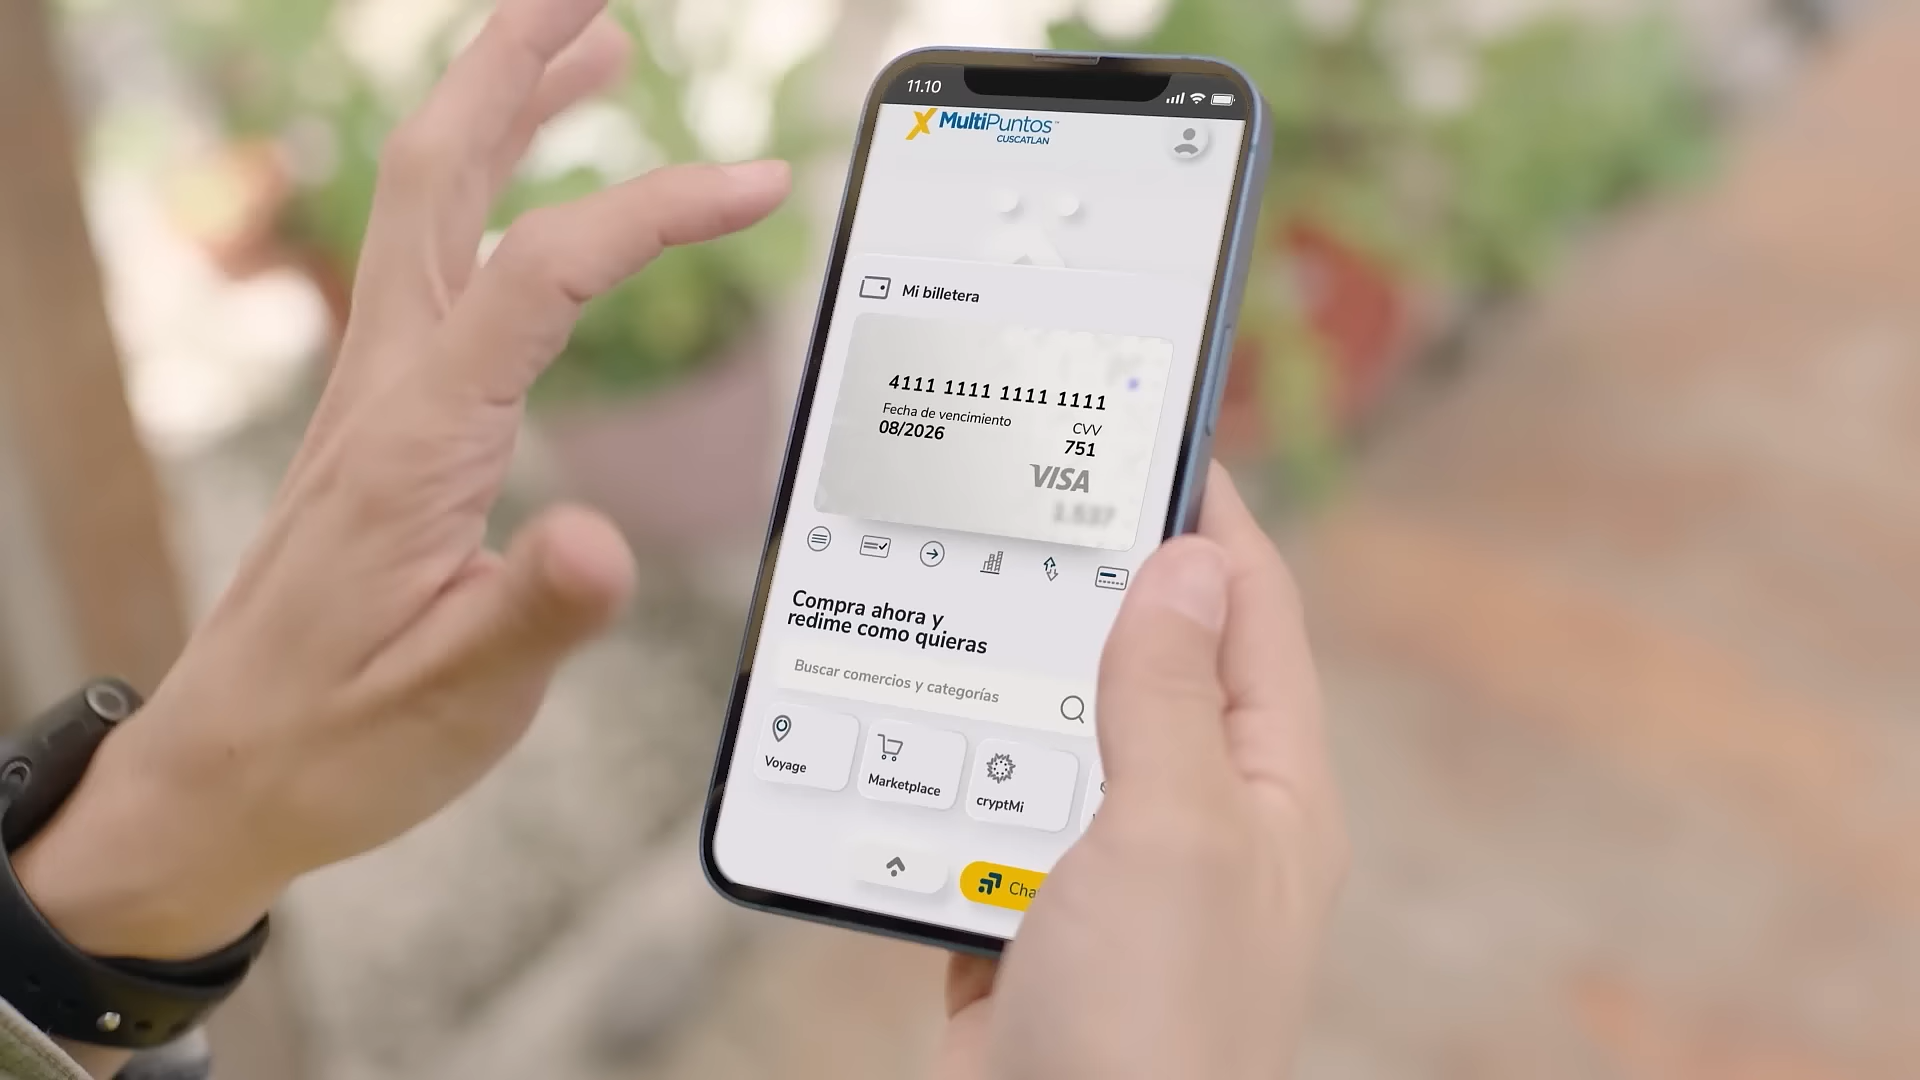 11.10
MultiPuntos
CUSCATLAN
Mi billetera
4111 1111 1111 1111
Fecha de vencimiento
08/2026
CVV
751
VISA
Compra ahora y
redime como quieras
Buscar comercios y categorías
Voyage
Marketplace
cryptMi